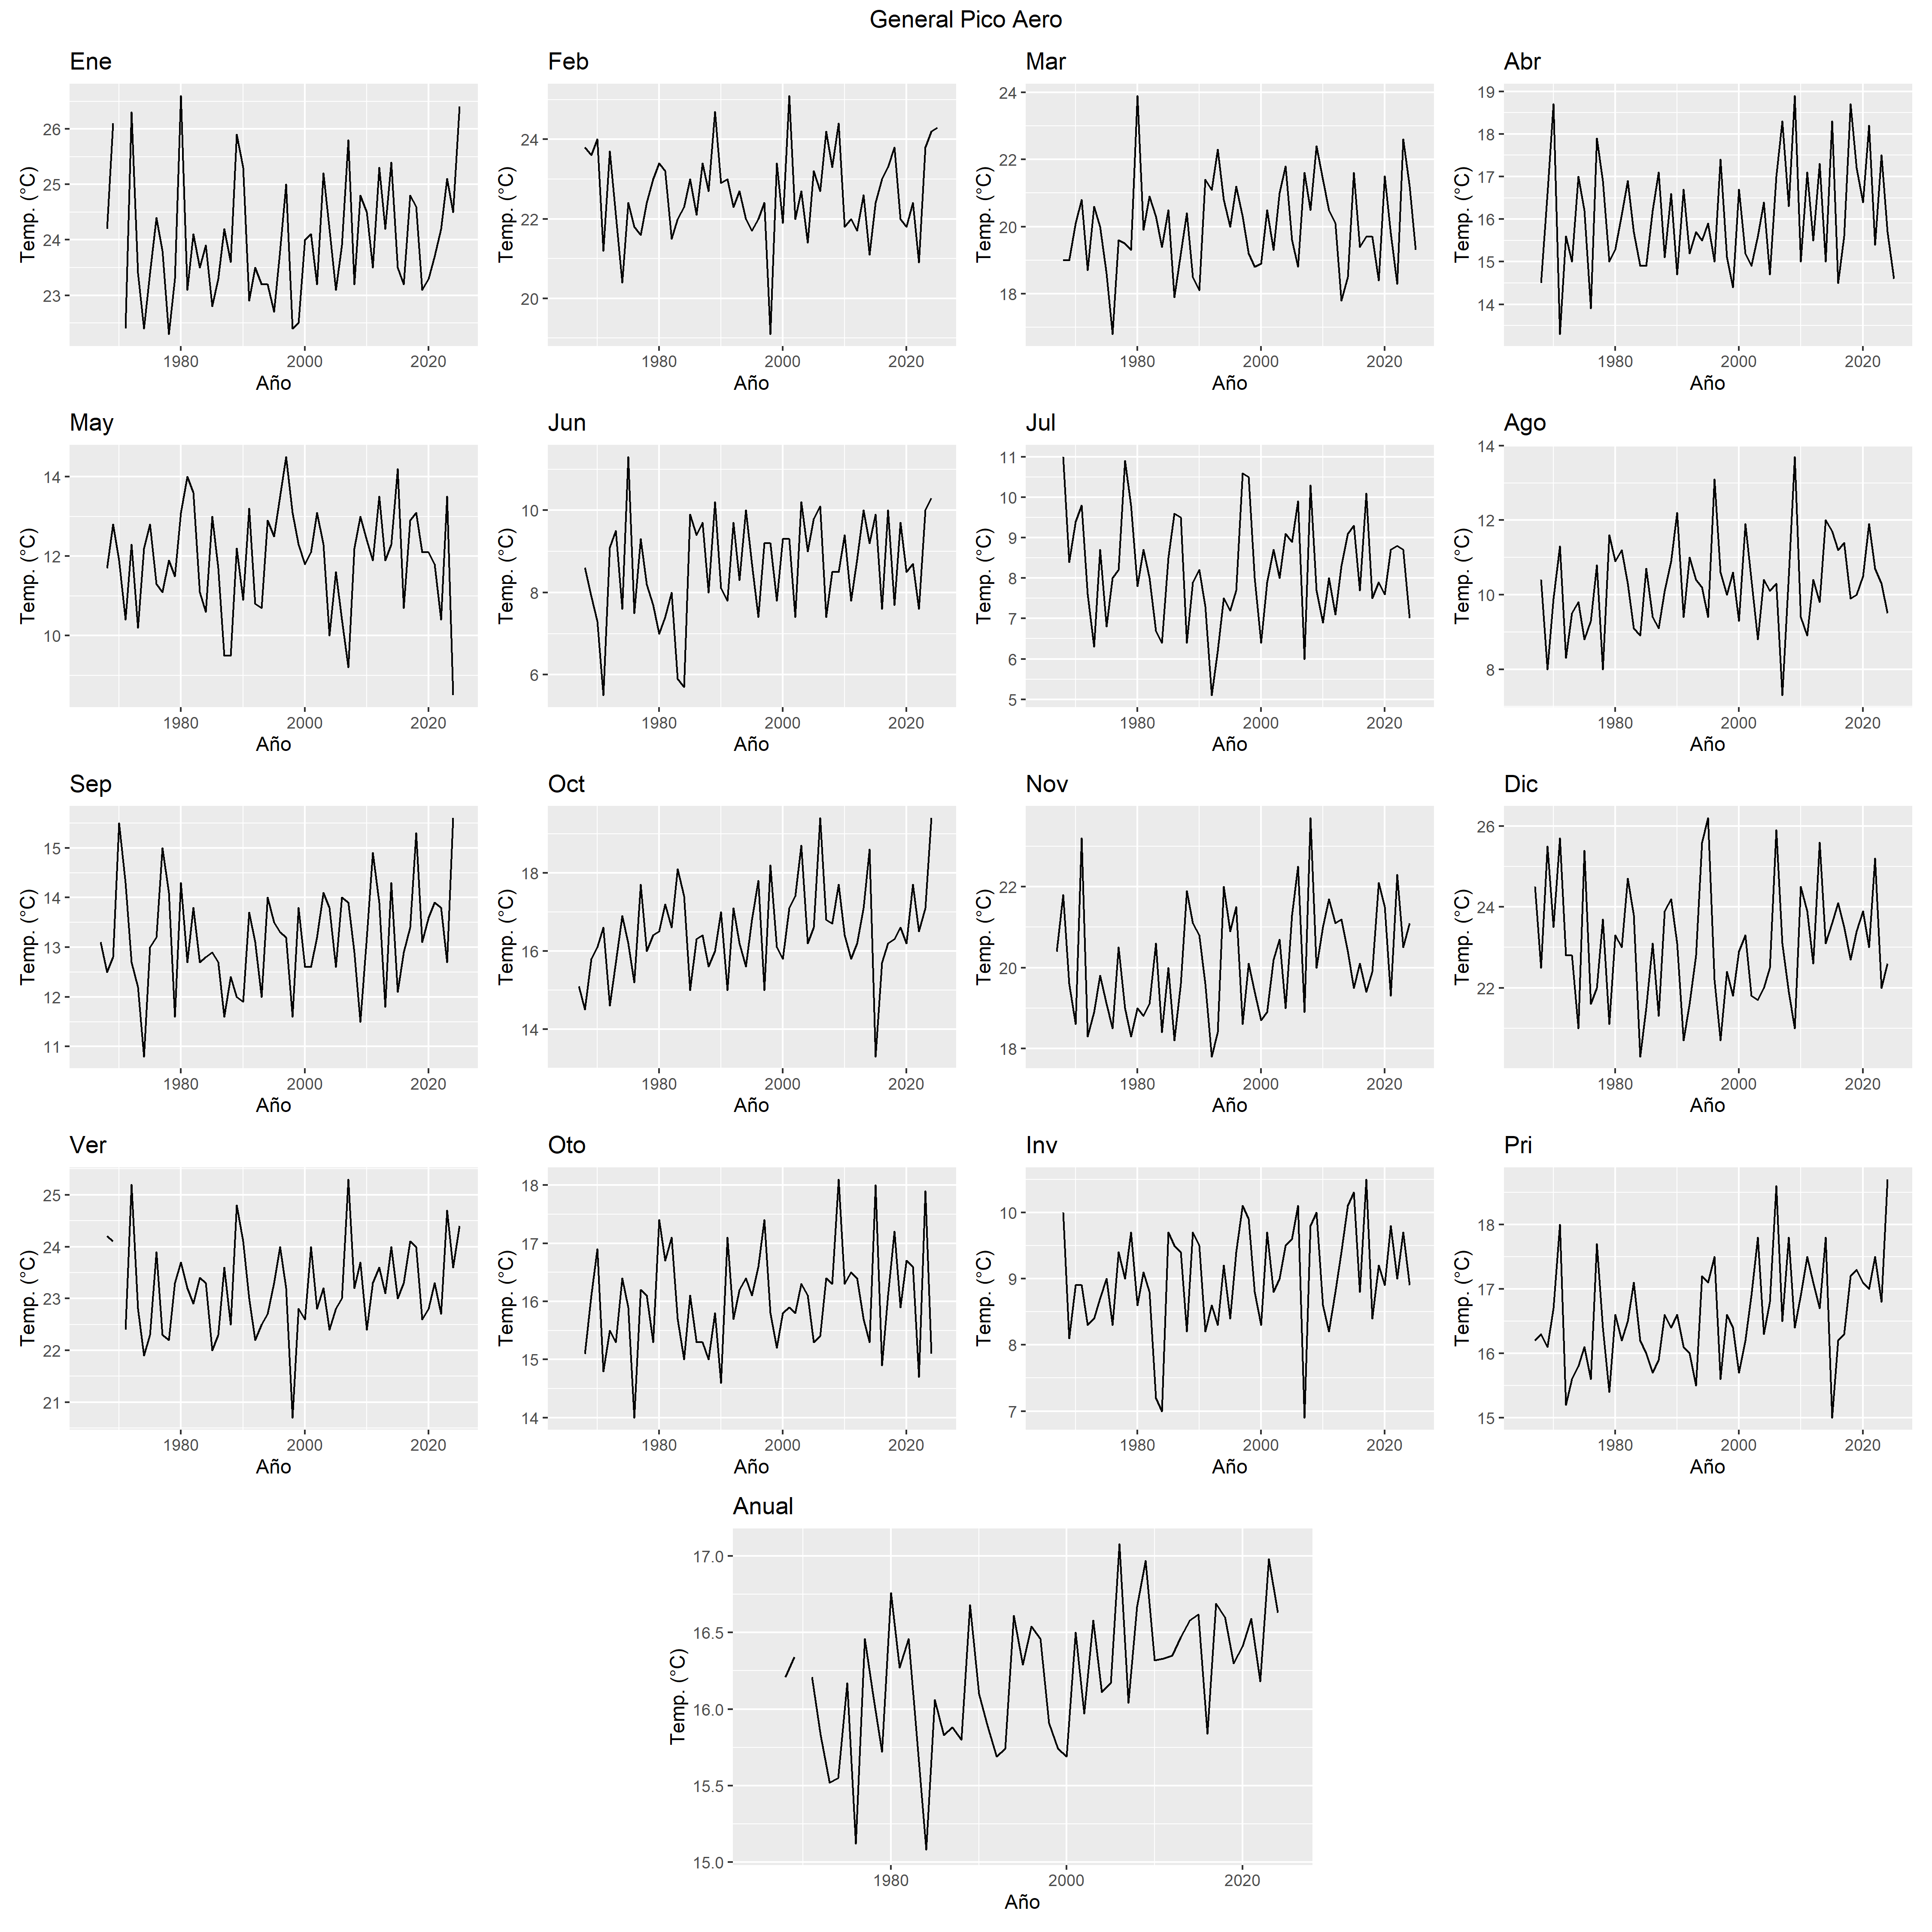 General Pico Aero
Ene
Temp. (°C)
26
25
24
23
1980 2000 2020
Año
Feb
Temp. (°C)
24
22
20
1980 2000 2020
Año
Mar
Temp. (°C)
24
22
20
18
1980 2000 2020
Año
Abr
Temp. (°C)
19
18
17
16
15
14
1980 2000 2020
Año
May
Temp. (°C)
14
12
10
1980 2000 2020
Año
Jun
Temp. (°C)
10
8
6
1980 2000 2020
Año
Jul
Temp. (°C)
11
10
9
8
7
6
5
1980 2000 2020
Año
Ago
Temp. (°C)
14
12
10
8
1980 2000 2020
Año
Sep
Temp. (°C)
15
14
13
12
11
1980 2000 2020
Año
Oct
Temp. (°C)
18
16
14
1980 2000 2020
Año
Nov
Temp. (°C)
22
20
18
1980 2000 2020
Año
Dic
Temp. (°C)
26
24
22
1980 2000 2020
Año
Ver
Temp. (°C)
25
24
23
22
21
1980 2000 2020
Año
Oto
Temp. (°C)
18
17
16
15
14
1980 2000 2020
Año
Inv
Temp. (°C)
10
9
8
7
1980 2000 2020
Año
Pri
Temp. (°C)
18
17
16
15
1980 2000 2020
Año
Anual
Temp. (°C)
17.0
16.5
16.0
15.5
15.0
1980 2000 2020
Año